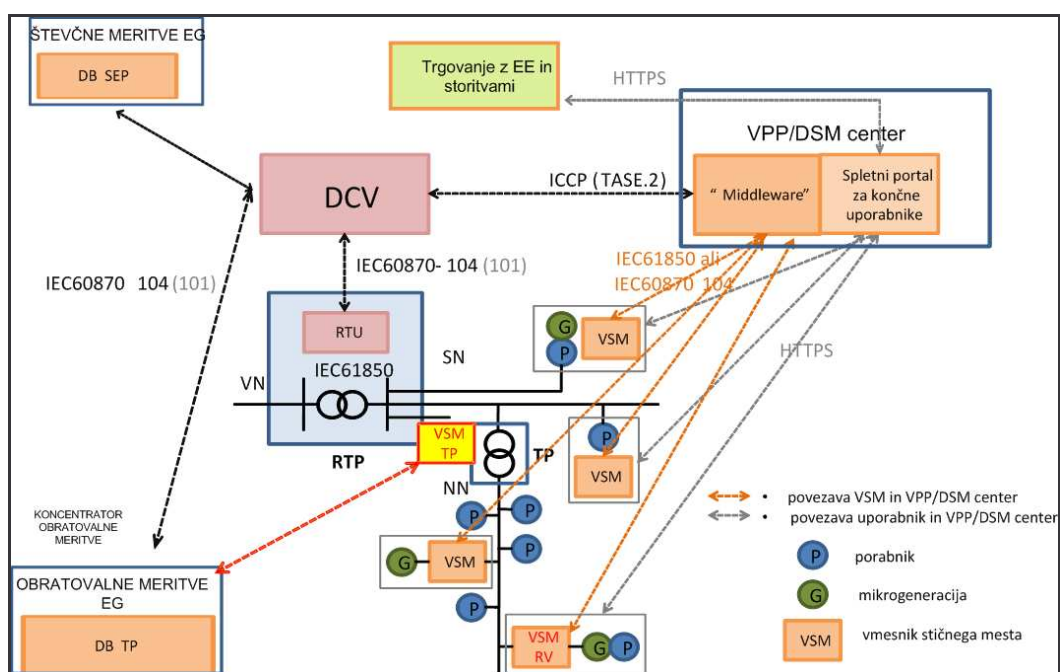 ŠTEVČNE MERITVE EG
DB SEP
Trgovanje z EE in
storitvami
HTTPS
VPP/DSM center
DCV
ICCP (TASE.2)
“ Middleware”
Spletni portal
za končne
uporabnike
IEC60870 104 (101)
IEC60870- 104 (101)
IEC61850 ali
IEC60870 104
RTU
IEC61850
SN
VN
G
P
VSM
HTTPS
RTP
VSM
TP
TP
P
VSM
NN
KONCENTRATOR
OBRATOVALNE
MERITVE
P
P
G
VSM
P
P
OBRATOVALNE MERITVE
EG
DB TP
VSM
RV
G
P
• povezava VSM in VPP/DSM center
• povezava uporabnik in VPP/DSM center
P porabnik
G mikrogeneracija
VSM vmesnik stičnega mesta